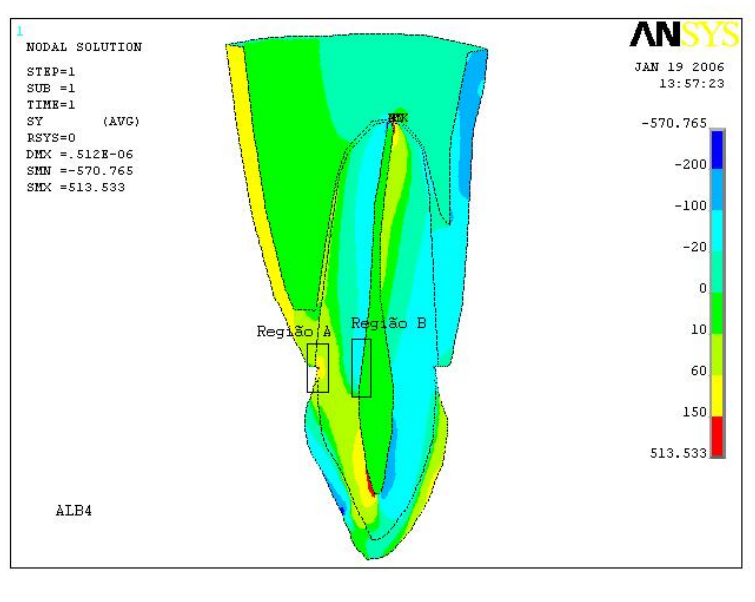 1
NODAL SOLUTION
STEP=1
SUB =1
TIME=1
SY (AVG)
RSYS=0
DMX =.512E-06
SMN =-570.765
SMX =513.533
ANSYS
JAN 19 2006
13:57:23
-570.765
-200
-100
-20
0
10
60
150
513.533
Região A
Região B
ALB4